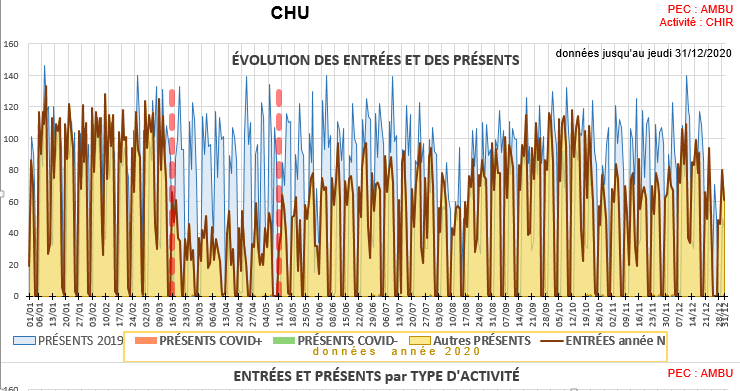 CHU
PEC : AMBU
Activité : CHIR
ÉVOLUTION DES ENTRÉES ET DES PRÉSENTS
données jusqu'au jeudi 31/12/2020
160
140
120
100
80
60
40
20
0
01/01 06/01 13/01 20/01 27/01 03/02 10/02 17/02 24/02 02/03 09/03 16/03 23/03 30/03 06/04 13/04 20/04 27/04 04/05 11/05 18/05 25/05 01/06 08/06 15/06 22/06 29/06 06/07 13/07 20/07 27/07 03/08 10/08 17/08 24/08 31/08 07/09 14/09 21/09 28/09 05/10 12/10 19/10 26/10 02/11 09/11 16/11 23/11 30/11 07/12 14/12 21/12 28/12 31/12
PRÉSENTS 2019 PRÉSENTS COVID+ PRÉSENTS COVID- Autres PRÉSENTS ENTRÉES année N
données année 2020
ENTRÉES ET PRÉSENTS par TYPE D'ACTIVITÉ
PEC : AMBU
160